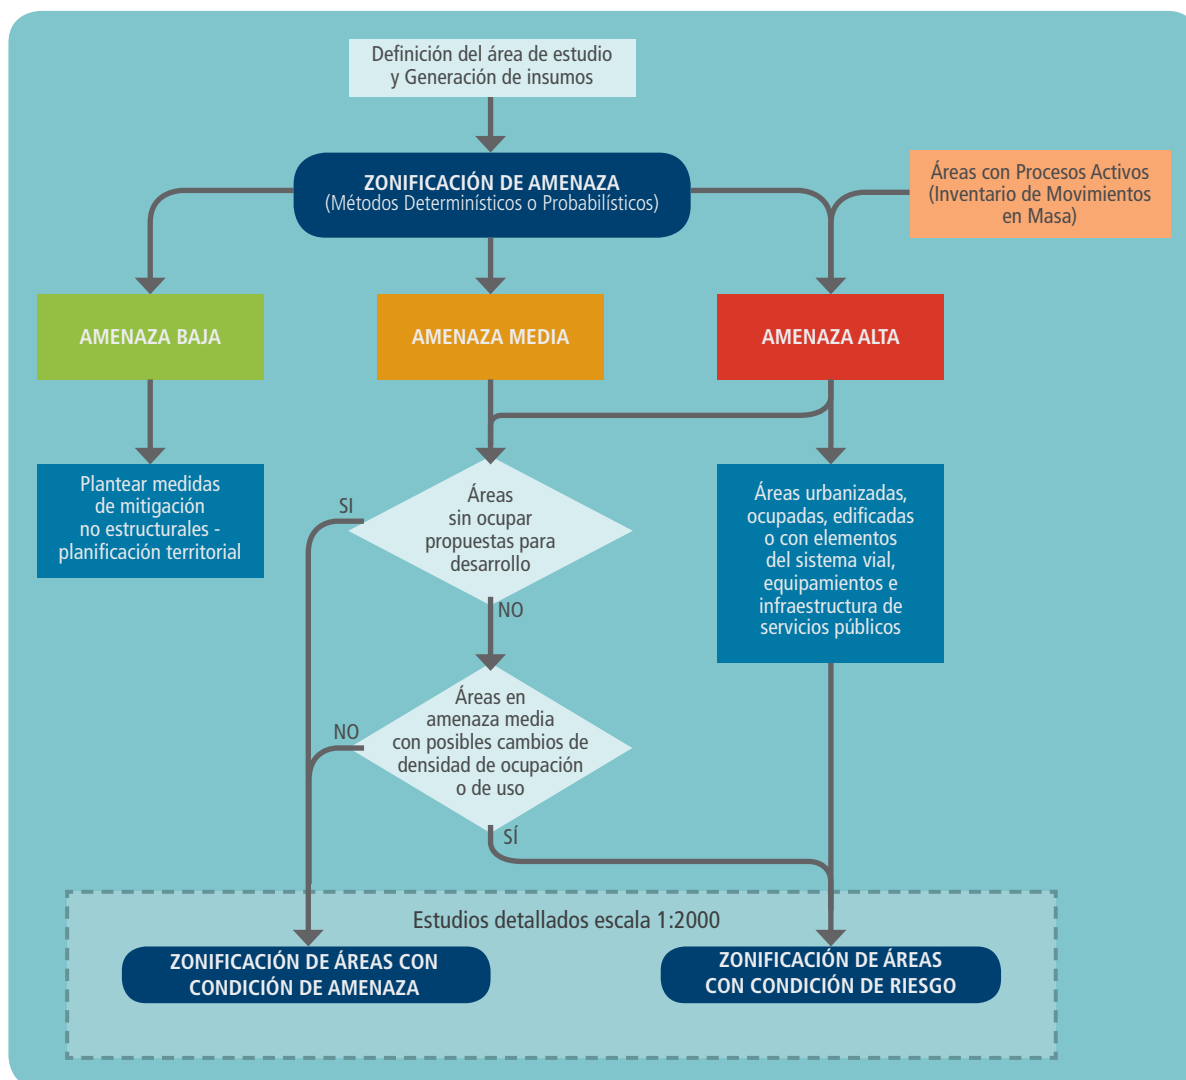 Definición del área de estudio
y Generación de insumos
ZONIFICACIÓN DE AMENAZA
(Métodos Determinísticos o Probabilísticos)
Áreas con Procesos Activos
(Inventario de Movimientos
en Masa)
AMENAZA BAJA
AMENAZA MEDIA
AMENAZA ALTA
Plantear medidas
de mitigación
no estructurales -
planificación territorial
SI
Áreas
sin ocupar
propuestas para
desarrollo
NO
Áreas urbanizadas,
ocupadas, edificadas
o con elementos
del sistema vial,
equipamientos e
infraestructura de
servicios públicos
NO
Áreas en
amenaza media
con posibles cambios de
densidad de ocupación
o de uso
SÍ
Estudios detallados escala 1:2000
ZONIFICACIÓN DE ÁREAS CON
CONDICIÓN DE AMENAZA
ZONIFICACIÓN DE ÁREAS
CON CONDICIÓN DE RIESGO